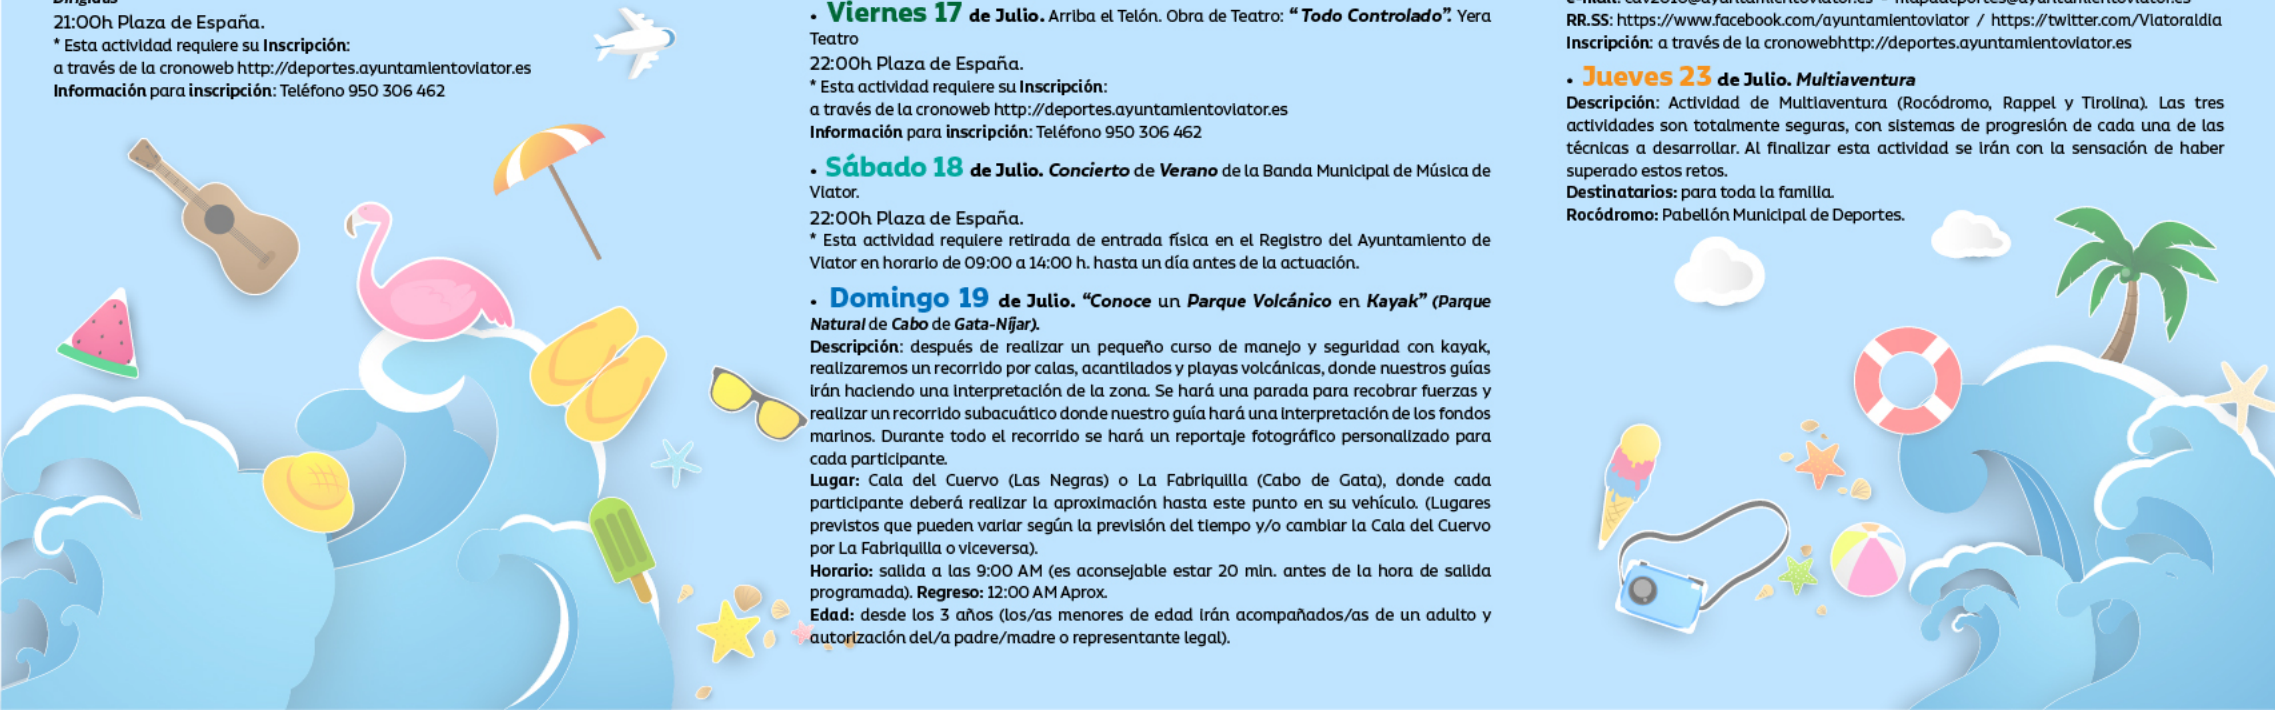 Dirigidas
21:00h Plaza de España.
* Esta actividad requiere su Inscripción:
a través de la cronoweb http://deportes.ayuntamientoviator.es
Información para inscripción: Teléfono 950 306 462
• Viernes 17 de Julio. Arriba el Telón. Obra de Teatro: “ Todo Controlado”. Yera
Teatro
22:00h Plaza de España.
* Esta actividad requiere su Inscripción:
a través de la cronoweb http://deportes.ayuntamientoviator.es
Información para inscripción: Teléfono 950 306 462
• Sábado 18 de Julio. Concierto de Verano de la Banda Municipal de Música de
Viator.
22:00h Plaza de España.
* Esta actividad requiere retirada de entrada física en el Registro del Ayuntamiento de
Viator en horario de 09:00 a 14:00 h. hasta un día antes de la actuación.
• Domingo 19 de Julio. “Conoce un Parque Volcánico en Kayak” (Parque
Natural de Cabo de Gata-Níjar).
Descripción: después de realizar un pequeño curso de manejo y seguridad con kayak,
realizaremos un recorrido por calas, acantilados y playas volcánicas, donde nuestros guías
irán haciendo una interpretación de la zona. Se hará una parada para recobrar fuerzas y
realizar un recorrido subacuático donde nuestro guía hará una interpretación de los fondos
marinos. Durante todo el recorrido se hará un reportaje fotográfico personalizado para
cada participante.
Lugar: Cala del Cuervo (Las Negras) o La Fabriquilla (Cabo de Gata), donde cada
participante deberá realizar la aproximación hasta este punto en su vehículo. (Lugares
previstos que pueden variar según la previsión del tiempo y/o cambiar la Cala del Cuervo
por La Fabriquilla o viceversa).
Horario: salida a las 9:00 AM (es aconsejable estar 20 min. antes de la hora de salida
programada). Regreso: 12:00 AM Aprox.
Edad: desde los 3 años (los/as menores de edad irán acompañados/as de un adulto y
autorización del/a padre/madre o representante legal).
RR.SS: https://www.facebook.com/ayuntamientoviator / https://twitter.com/Viatoraldia
Inscripción: a través de la cronowebhttp://deportes.ayuntamientoviator.es
• Jueves 23 de Julio. Multiaventura
Descripción: Actividad de Multiaventura (Rocódromo, Rappel y Tirolina). Las tres
actividades son totalmente seguras, con sistemas de progresión de cada una de las
técnicas a desarrollar. Al finalizar esta actividad se irán con la sensación de haber
superado estos retos.
Destinatarios: para toda la familia.
Rocódromo: Pabellón Municipal de Deportes.